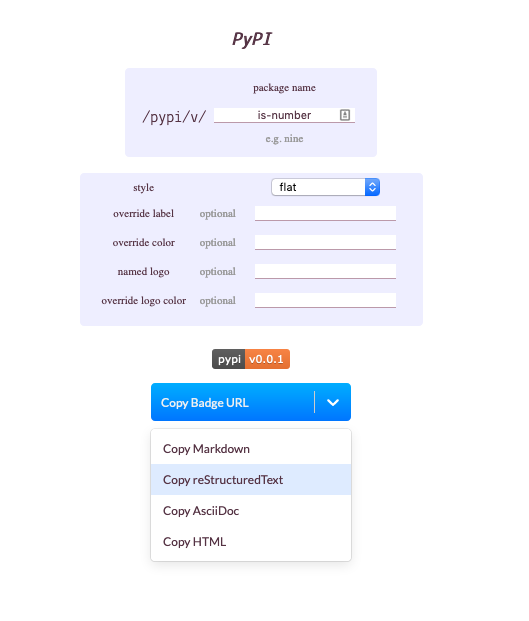 PyPI
package name
/pypi/v/ is-number
e.g. nine
style flat
override label optional
override color optional
named logo optional
override logo color optional
pypi v0.0.1
Copy Badge URL
Copy Markdown
Copy reStructuredText
Copy AsciiDoc
Copy HTML